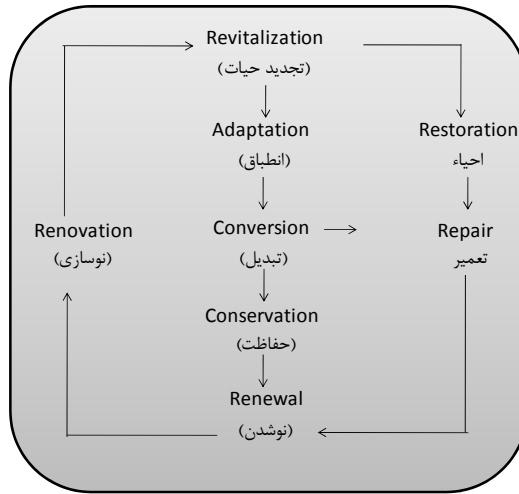 Revitalization
(تجدید حیات)
Adaptation
(انطباق)
Restoration
احیاء
Renovation
(نوسازی)
Conversion
(تبدیل)
Repair
تعمیر
Conservation
(حفاظت)
Renewal
(نوشدن)